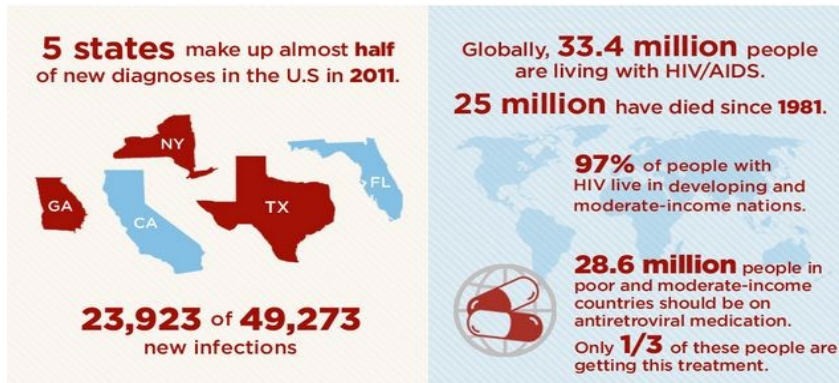 5 states make up almost half
of new diagnoses in the U.S in 2011.
NY
GA
CA
TX
FL
23,923 of 49,273
new infections
Globally, 33.4 million people
are living with HIV/AIDS.
25 million have died since 1981.
97% of people with
HIV live in developing and
moderate-income nations.
28.6 million people in
poor and moderate-income
countries should be on
antiretroviral medication.
Only 1/3 of these people are
getting this treatment.